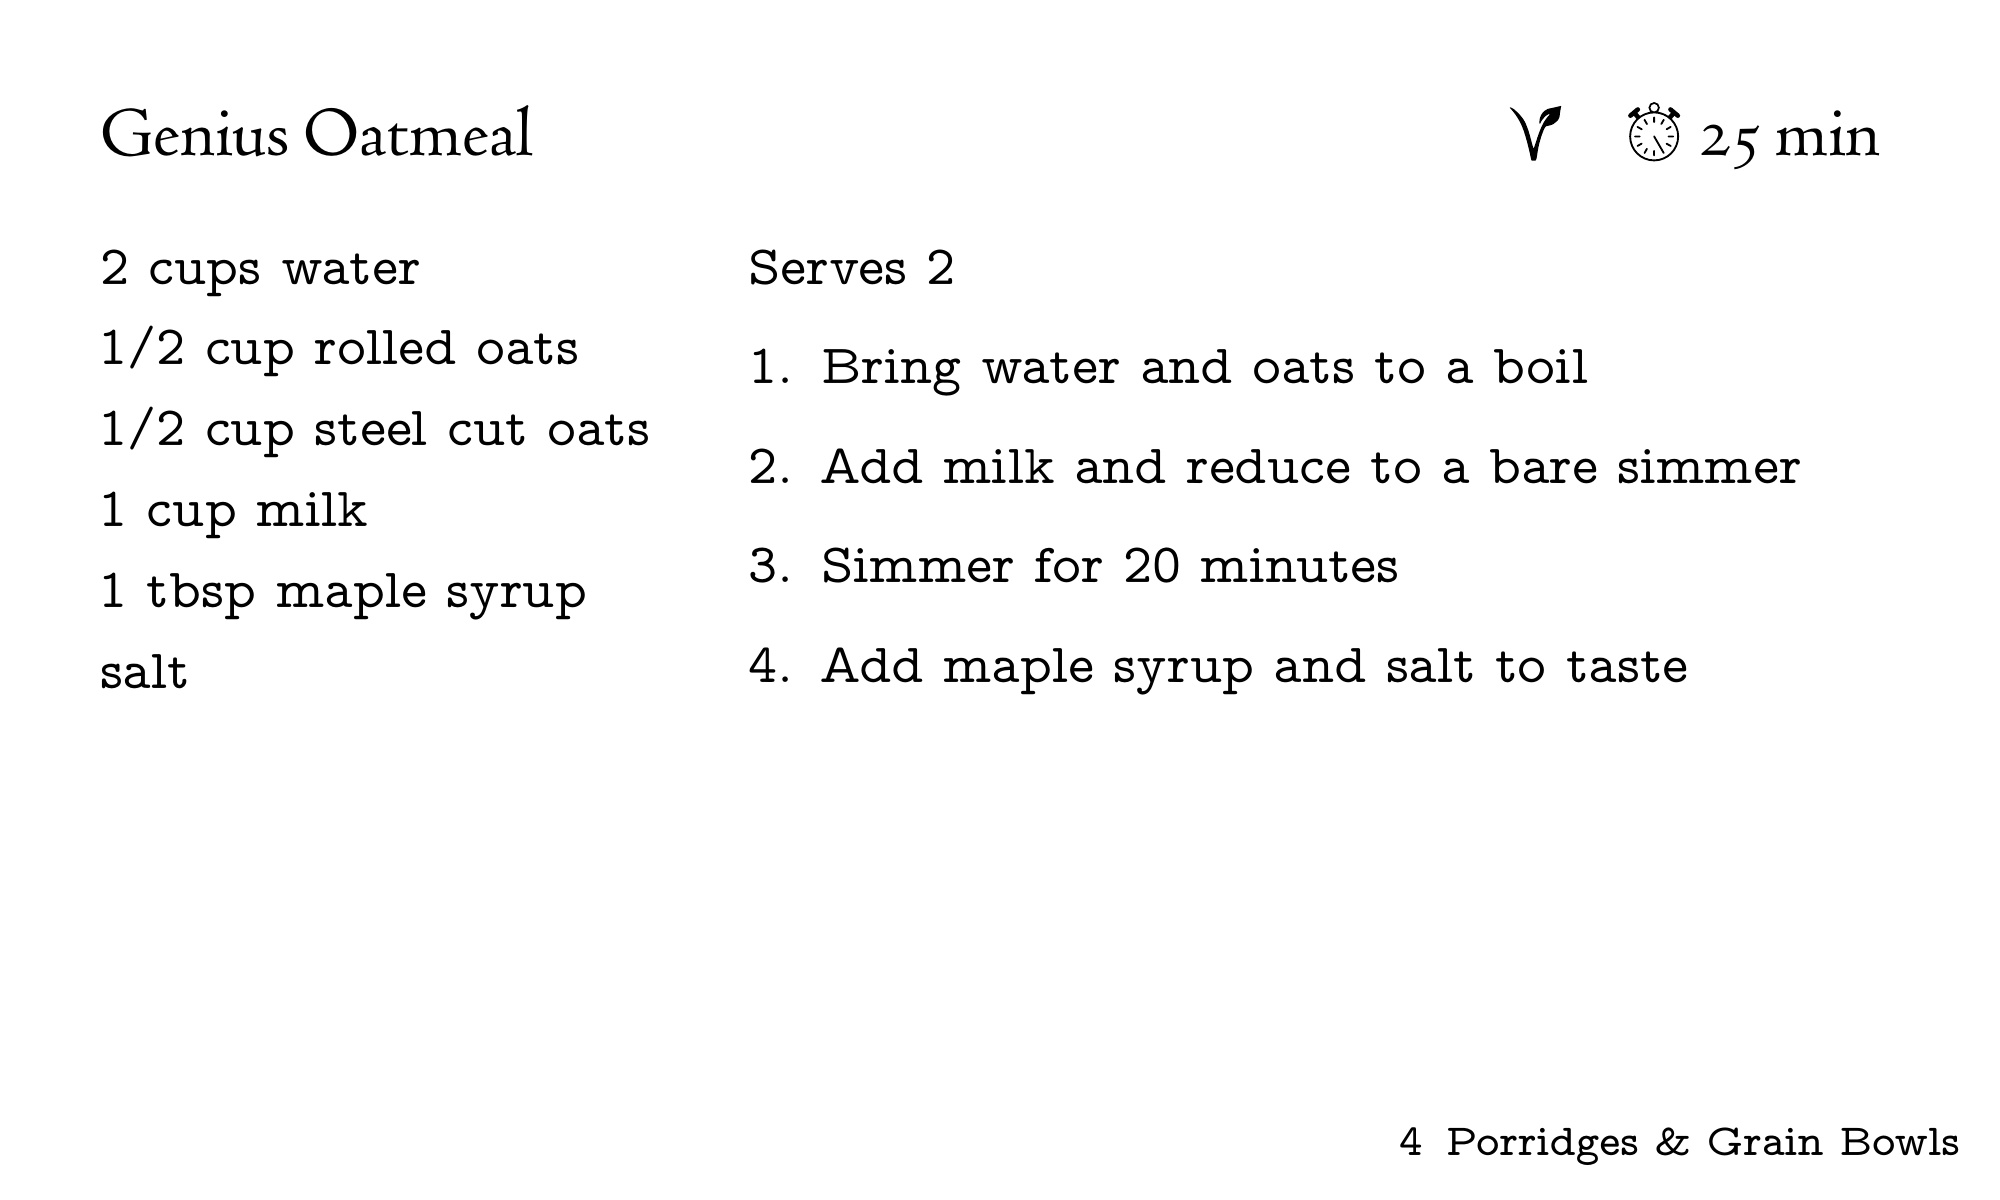 Genius Oatmeal
25 min
2 cups water
1/2 cup rolled oats
1/2 cup steel cut oats
1 cup milk
1 tbsp maple syrup
salt
Serves 2
1. Bring water and oats to a boil
2. Add milk and reduce to a bare simmer
3. Simmer for 20 minutes
4. Add maple syrup and salt to taste
4 Porridges & Grain Bowls